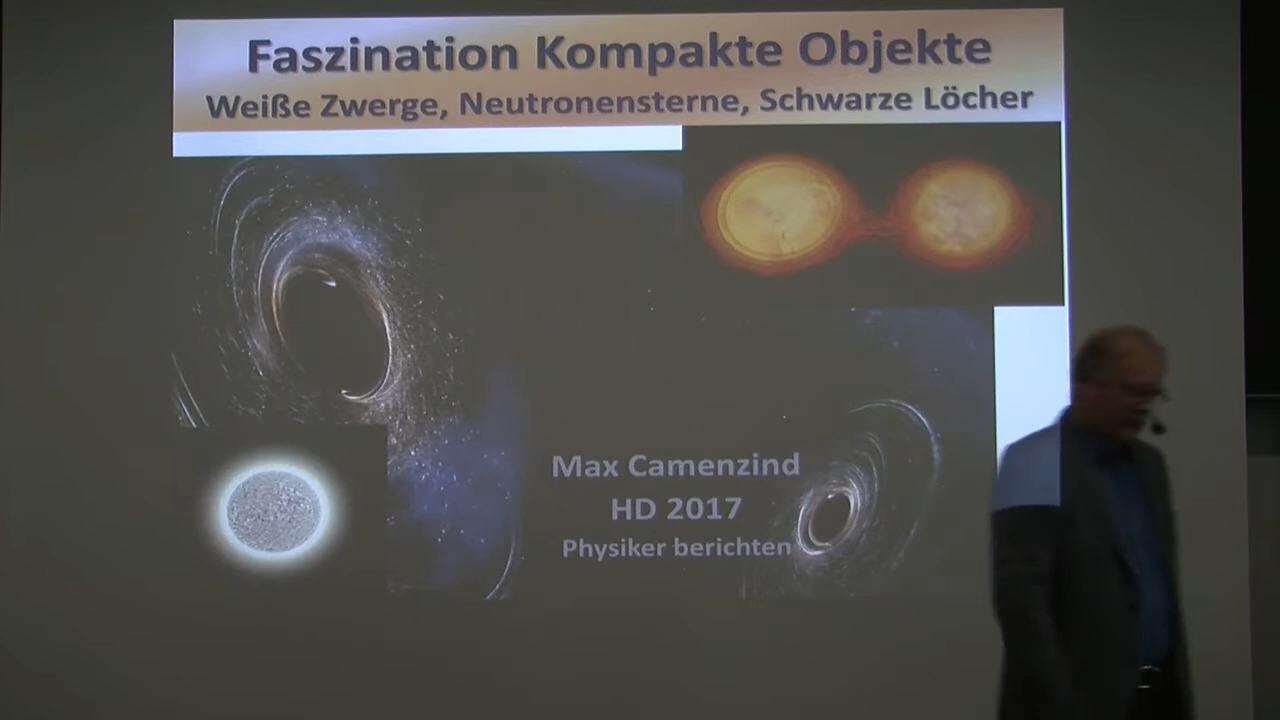 Faszination Kompakte Objekte
Weiße Zwerge, Neutronensterne, Schwarze Löcher
Max Camenzind
HD 2017
Physiker berichten